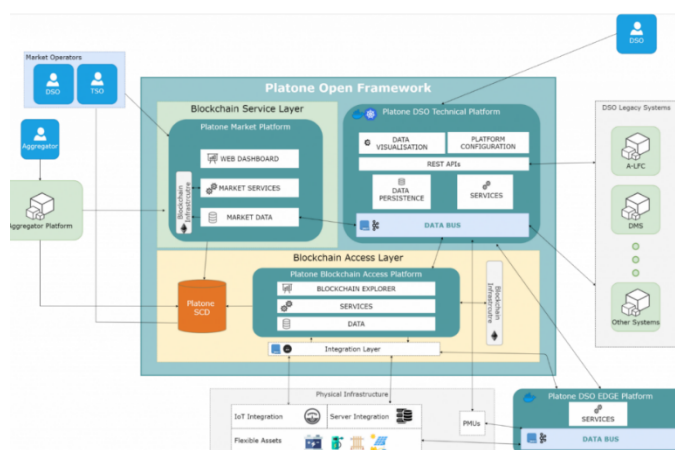 DSO
Market Operators
DSO
TSO
Platone Open Framework
Blockchain Service Layer
Platone Market Platform
Platone DSO Technical Platform
DSO Legacy Systems
Aggregator
WEB DASHBOARD
DATA
VISUALISATION
PLATFORM
CONFIGURATION
REST APIs
A-LFC
Blockchain
Infrastrcutre
MARKET SERVICES
DATA
PERSISTENCE
SERVICES
MARKET DATA
DATA BUS
Aggregator Platform
DMS
Blockchain Access Layer
Platone Blockchain Access Platform
BLOCKCHAIN EXPLORER
Platone
SCD
SERVICES
Blockchain
Infrastrcutre
DATA
Other Systems
Integration Layer
Physical Infrastructure
Platone DSO EDGE Platform
IoT Integration
Server Integration
PMUs
SERVICES
Flexible Assets
DATA BUS